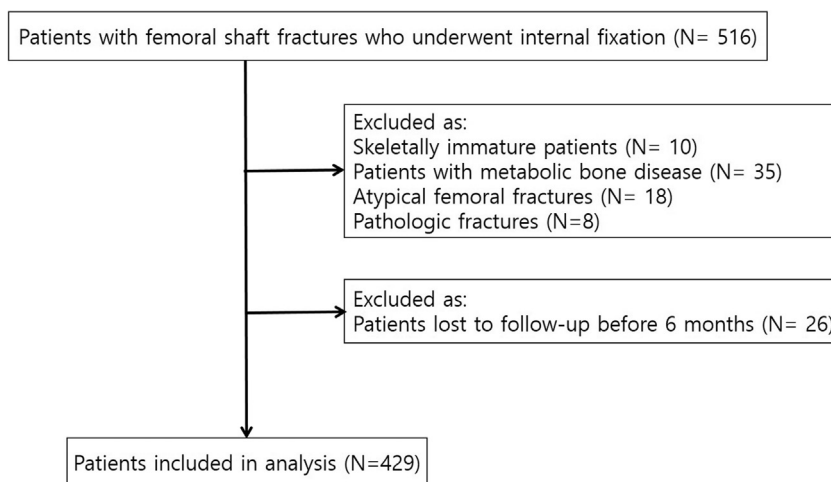 Patients with femoral shaft fractures who underwent internal fixation (N= 516)
Excluded as:
Skeletally immature patients (N= 10)
Patients with metabolic bone disease (N= 35)
Atypical femoral fractures (N= 18)
Pathologic fractures (N=8)
Excluded as:
Patients lost to follow-up before 6 months (N= 26)
Patients included in analysis (N=429)